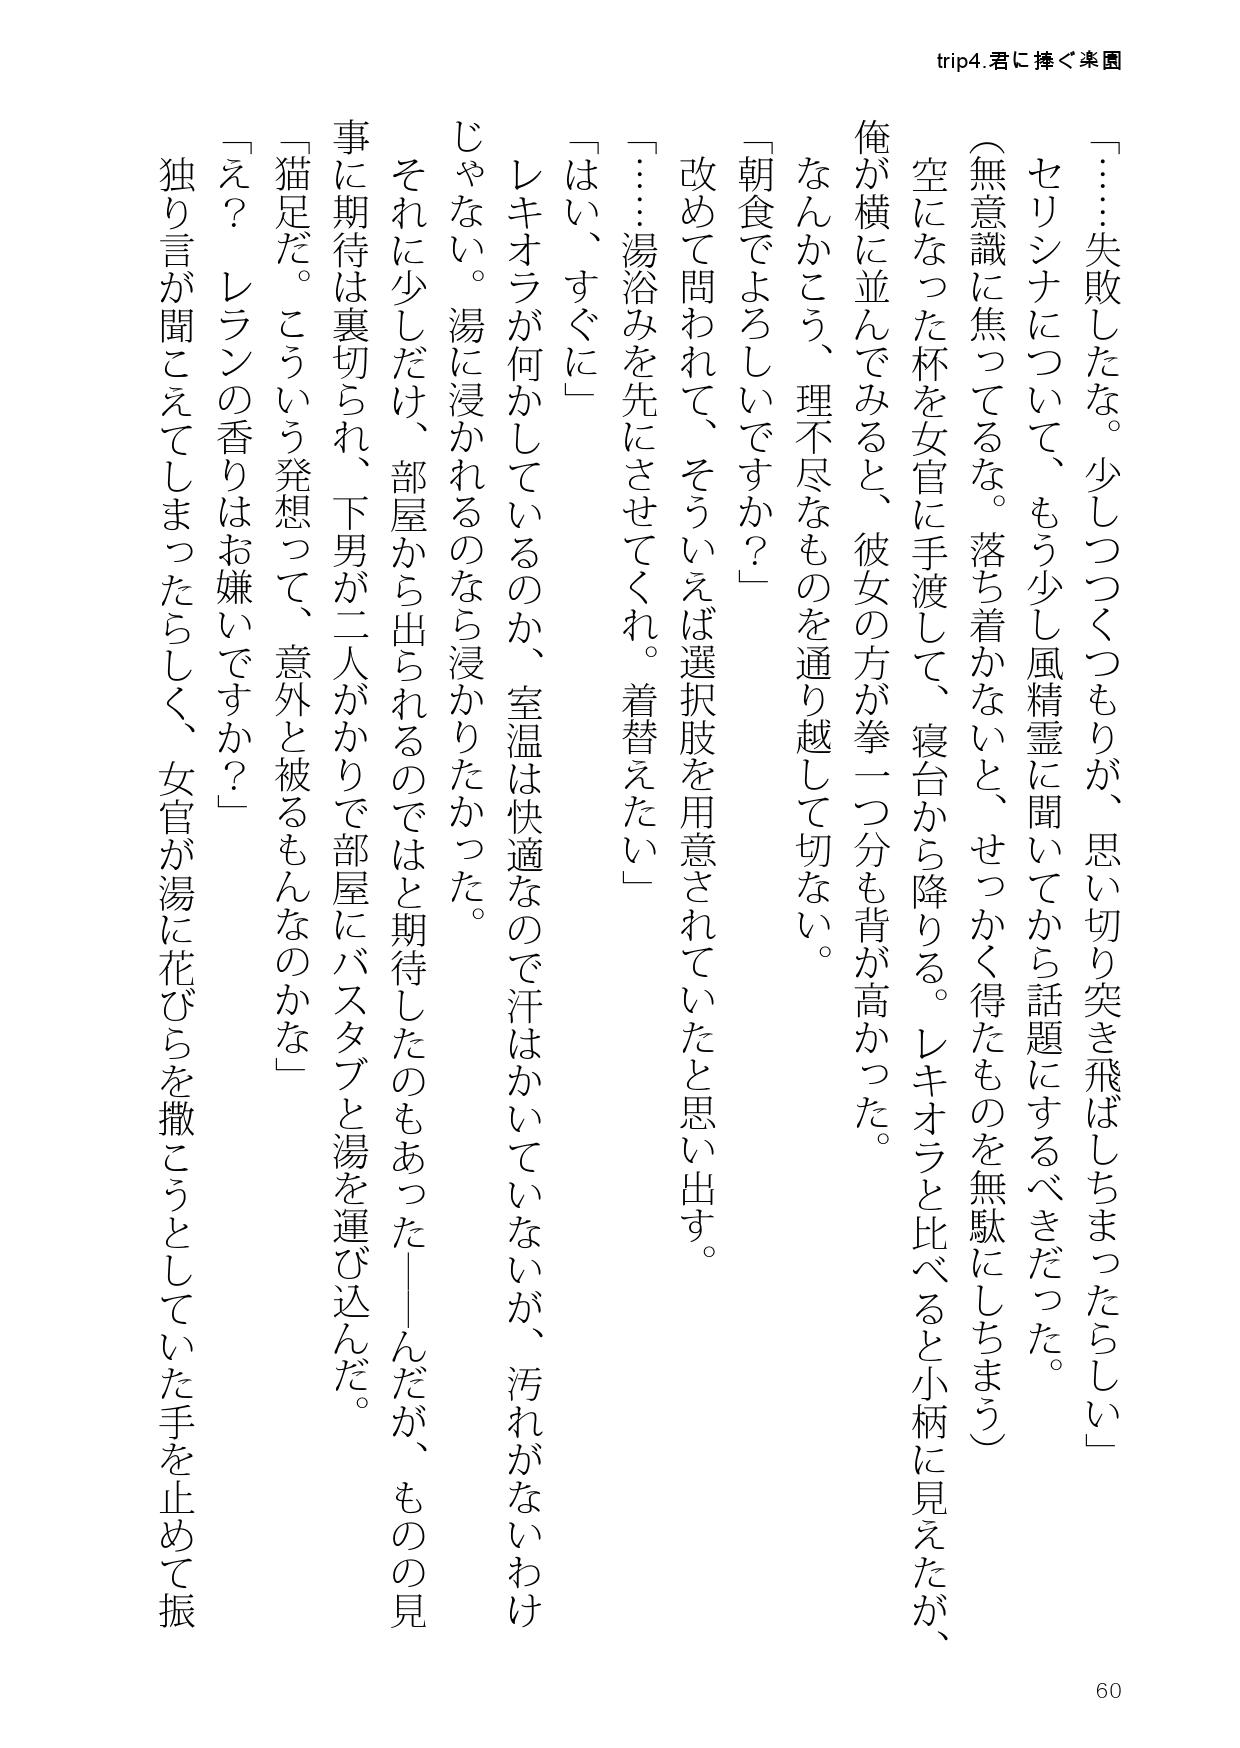 trip4.君に捧ぐ楽園
「……失敗したな。少しつつくつもりが、思い切り突き飛ばしちまったらしい」
セリシナについて、もう少し風精霊に聞いてから話題にするべきだった。
（無意識に焦ってるな。落ち着かないと、せっかく得たものを無駄にしちまう）
空になった杯を女官に手渡して、寝台から降りる。レキオラと比べると小柄に見えたが、
俺が横に並んでみると、彼女の方が拳一つ分も背が高かった。
なんかこう、理不尽なものを通り越して切ない。
「朝食でよろしいですか？」
改めて問われて、そういえば選択肢を用意されていたと思い出す。
「……湯浴みを先にさせてくれ。着替えたい」
「はい、すぐに」
レキオラが何かしているのか、室温は快適なので汗はかいていないが、汚れがないわけ
じゃない。湯に浸かれるのなら浸かりたかった。
それに少しだけ、部屋から出られるのではと期待したのもあった――んだが、ものの見
事に期待は裏切られ、下男が二人がかりで部屋にバスタブと湯を運び込んだ。
「猫足だ。こういう発想って、意外と被るもんなのかな」
「え？　レランの香りはお嫌いですか？」
独り言が聞こえてしまったらしく、女官が湯に花びらを撒こうとしていた手を止めて振
60